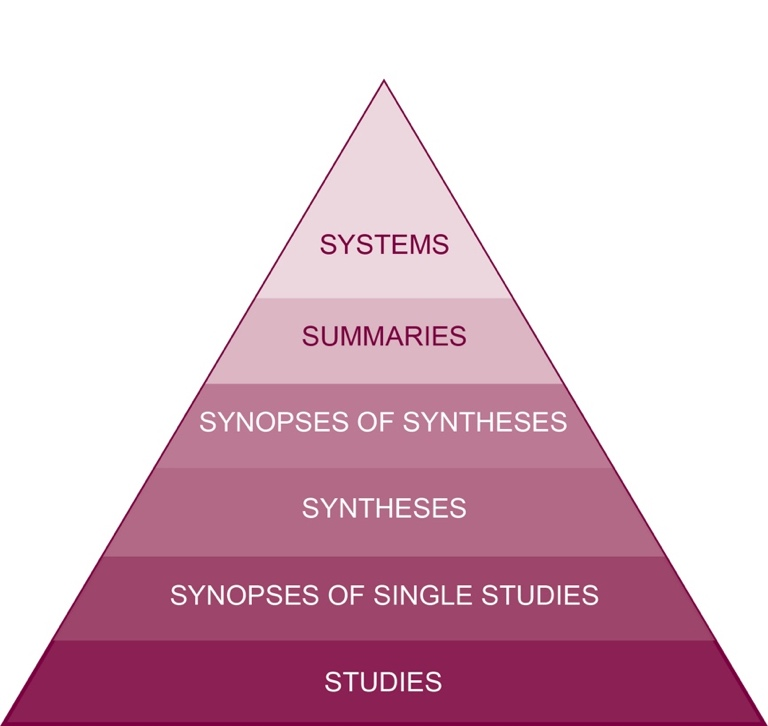 SYSTEMS
SUMMARIES
SYNOPSES OF SYNTHESES
SYNTHESES
SYNOPSES OF SINGLE STUDIES
STUDIES